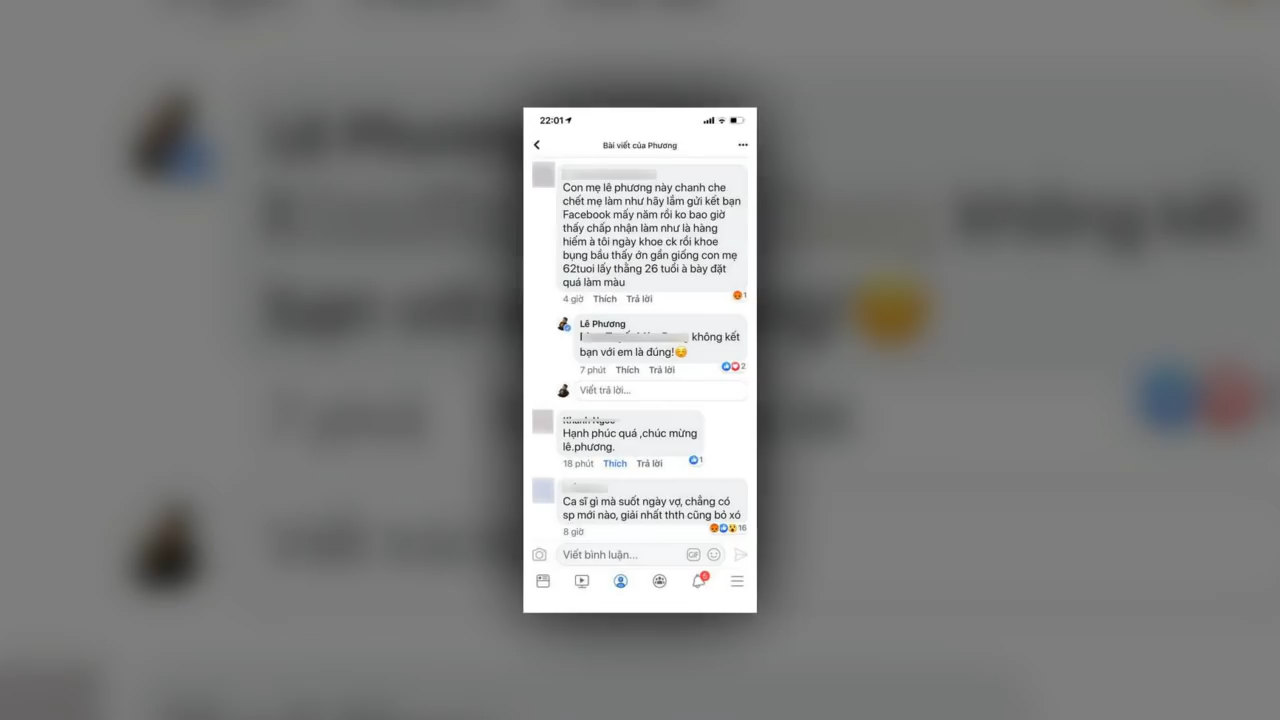 22:01
Bài viết của Phương
Con mẹ lê phương này chanh che
chết mẹ làm như hãy lắm gửi kết bạn
Facebook mấy năm rồi ko bao giờ
thấy chấp nhận làm như là hàng
hiếm à tôi ngày khoe ck rồi khoe
bụng bầu thấy ớn gần giống con mẹ
62tuoi lấy thằng 26 tuổi à bày đặt
quá làm màu
4 giờ Thích Trả lời
1
Lê Phương
không kết
bạn với em là đúng!
7 phút Thích Trả lời
2
Viết trả lời...
Hạnh phúc quá ,chúc mừng
lê.phương.
18 phút Thích Trả lời
1
Ca sĩ gì mà suốt ngày vợ, chẳng có
sp mới nào, giải nhất thth cũng bỏ xó
16
8 giờ
Viết bình luận...
GIF